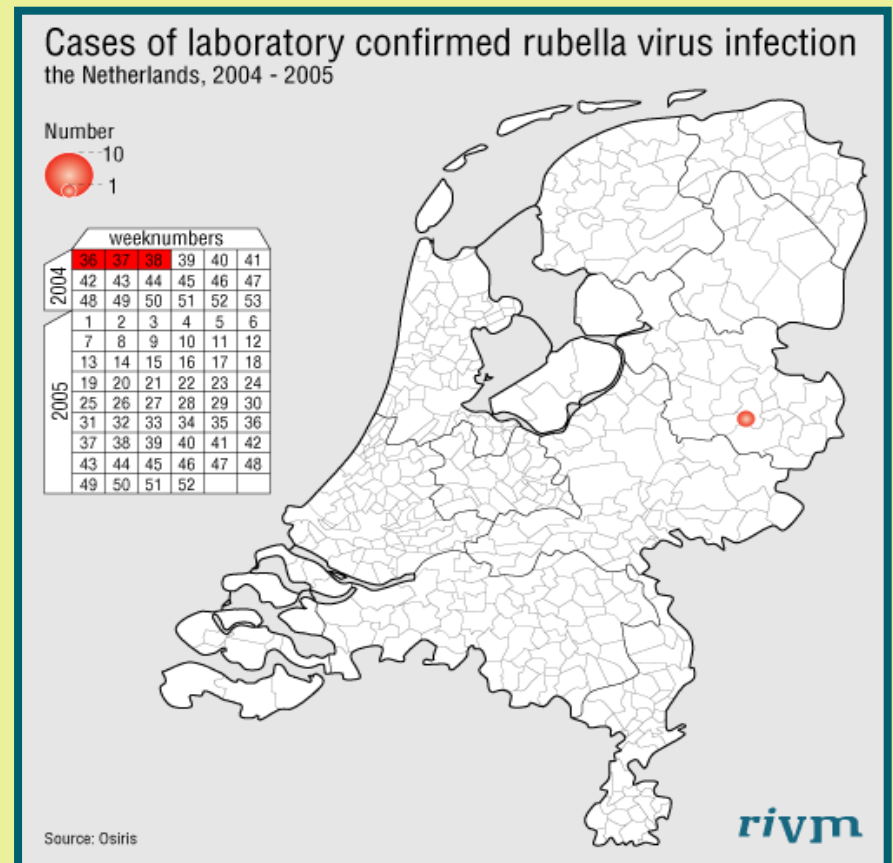 Cases of laboratory confirmed rubella virus infection
the Netherlands, 2004 - 2005
Number
10
1
weeknumbers
2004
36 37 38 39 40 41
42 43 44 45 46 47
48 49 50 51 52 53
2005
1 2 3 4 5 6
7 8 9 10 11 12
13 14 15 16 17 18
19 20 21 22 23 24
25 26 27 28 29 30
31 32 33 34 35 36
37 38 39 40 41 42
43 44 45 46 47 48
49 50 51 52
Source: Osiris
rivm